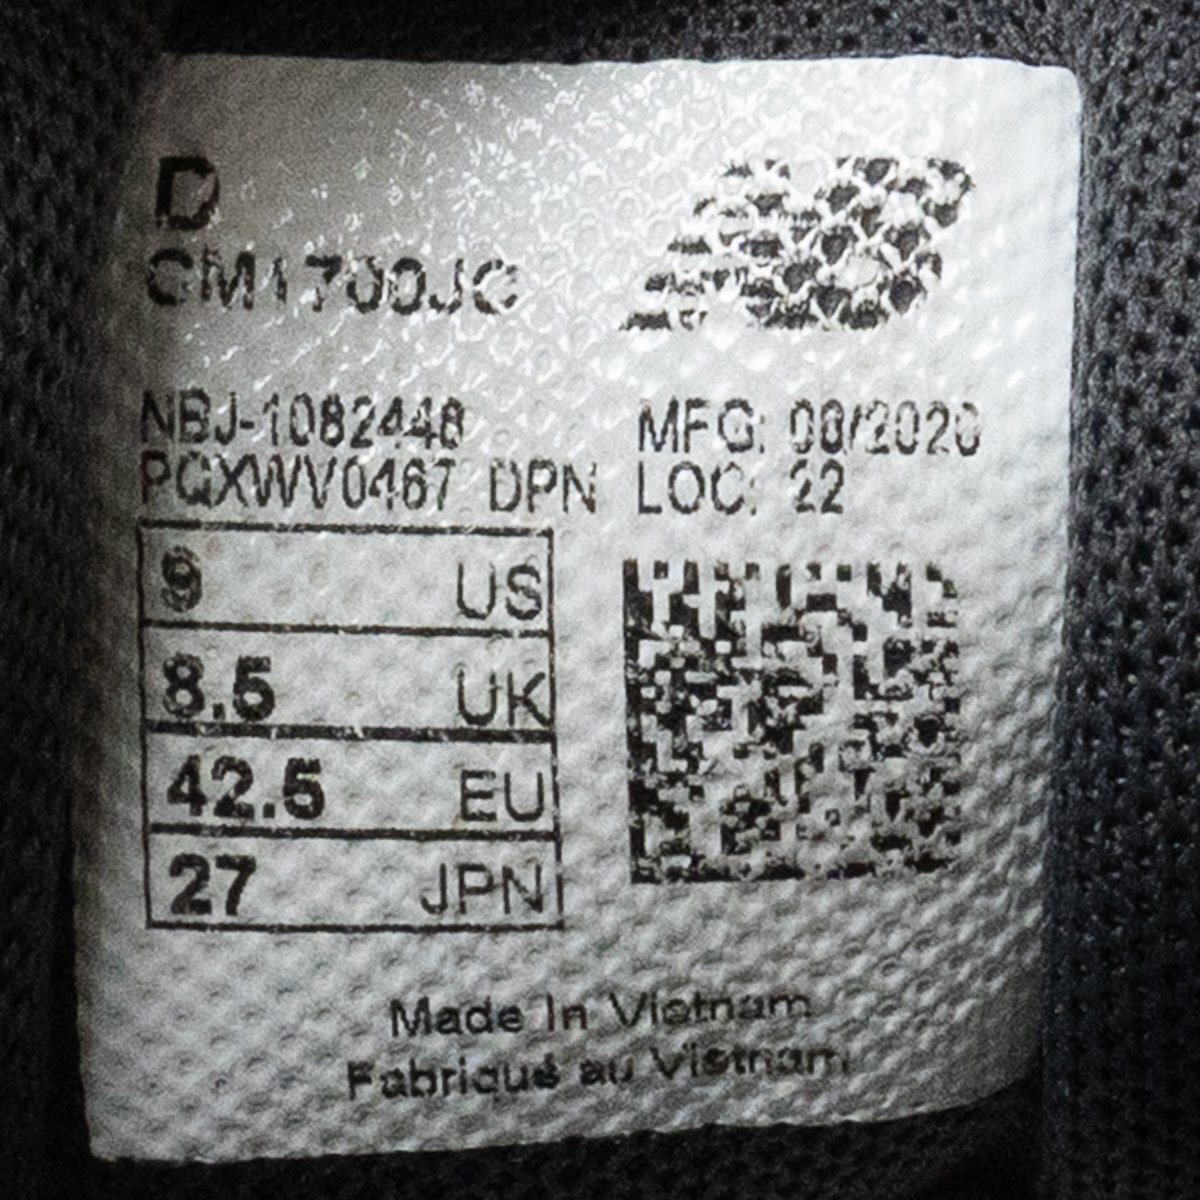 D
CM1700JC
NBJ-1082448
PQXWV0467 DPN
MFG: 08/2020
LOC: 22
9 US
8.5 UK
42.5 EU
27 JPN
Made In Vietnam
Fabriqué au Vietnam